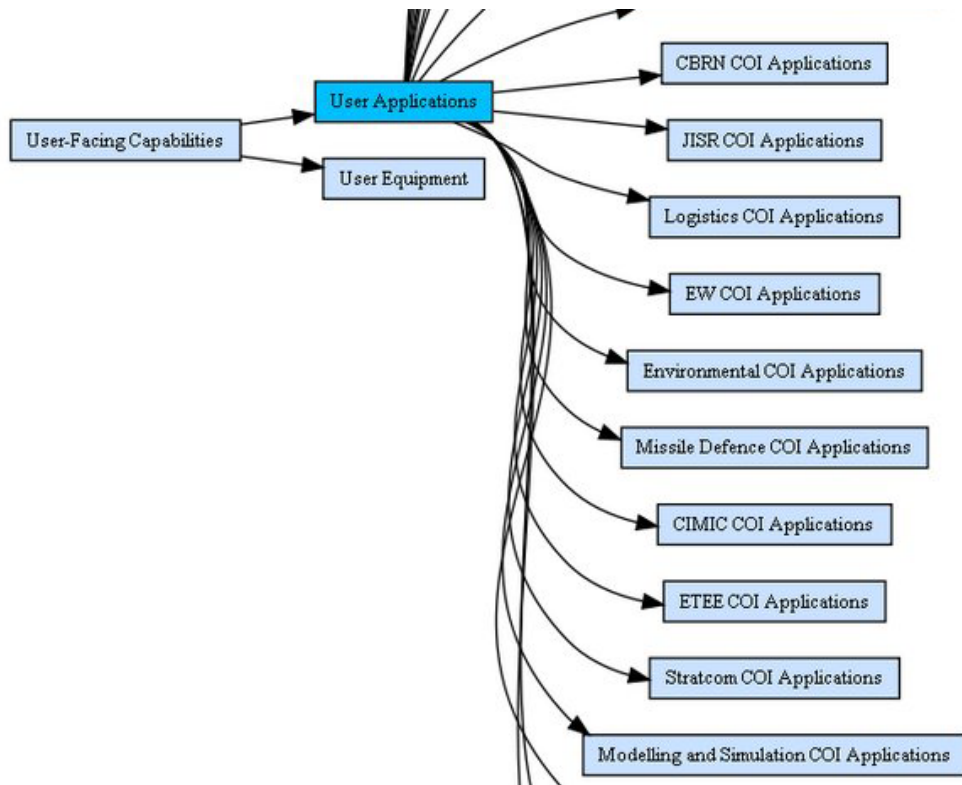 CBRN COI Applications
User Applications
User-Facing Capabilities
JISR COI Applications
User Equipment
Logistics COI Applications
EW COI Applications
Environmental COI Applications
Missile Defence COI Applications
CIMIC COI Applications
ETEE COI Applications
Stratcom COI Applications
Modelling and Simulation COI Applications